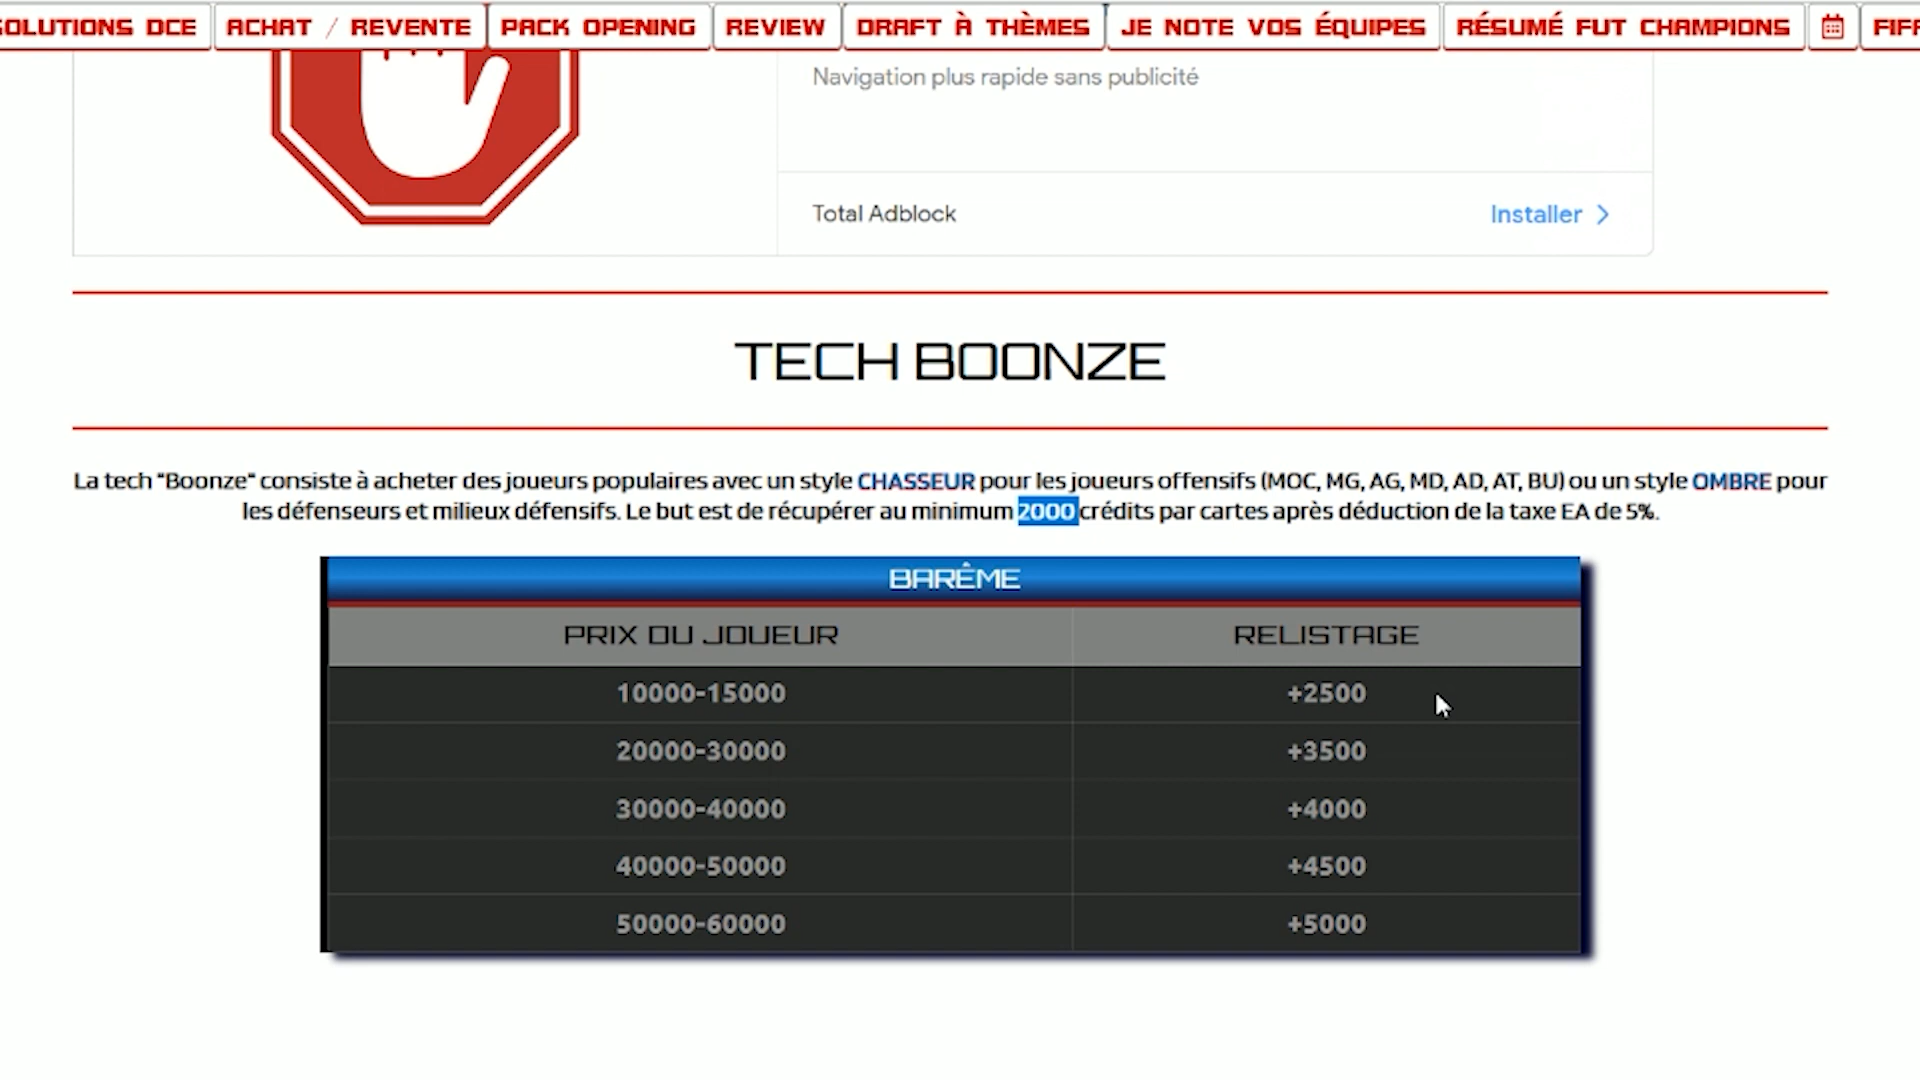 SOLUTIONS DCE
ACHAT / REVENTE
PACK OPENING
REVIEW
DRAFT À THÈMES
JE NOTE VOS ÉQUIPES
RÉSUMÉ FUT CHAMPIONS
Navigation plus rapide sans publicité
Total Adblock
Installer
TECH BOONZE
La tech "Boonze" consiste à acheter des joueurs populaires avec un style CHASSEUR pour les joueurs offensifs (MOC, MG, AG, MD, AD, AT, BU) ou un style OMBRE pour
les défenseurs et milieux défensifs. Le but est de récupérer au minimum 2000 crédits par cartes après déduction de la taxe EA de 5%.
BARÊME
PRIX DU JOUEUR RELISTAGE
10000-15000 +2500
20000-30000 +3500
30000-40000 +4000
40000-50000 +4500
50000-60000 +5000